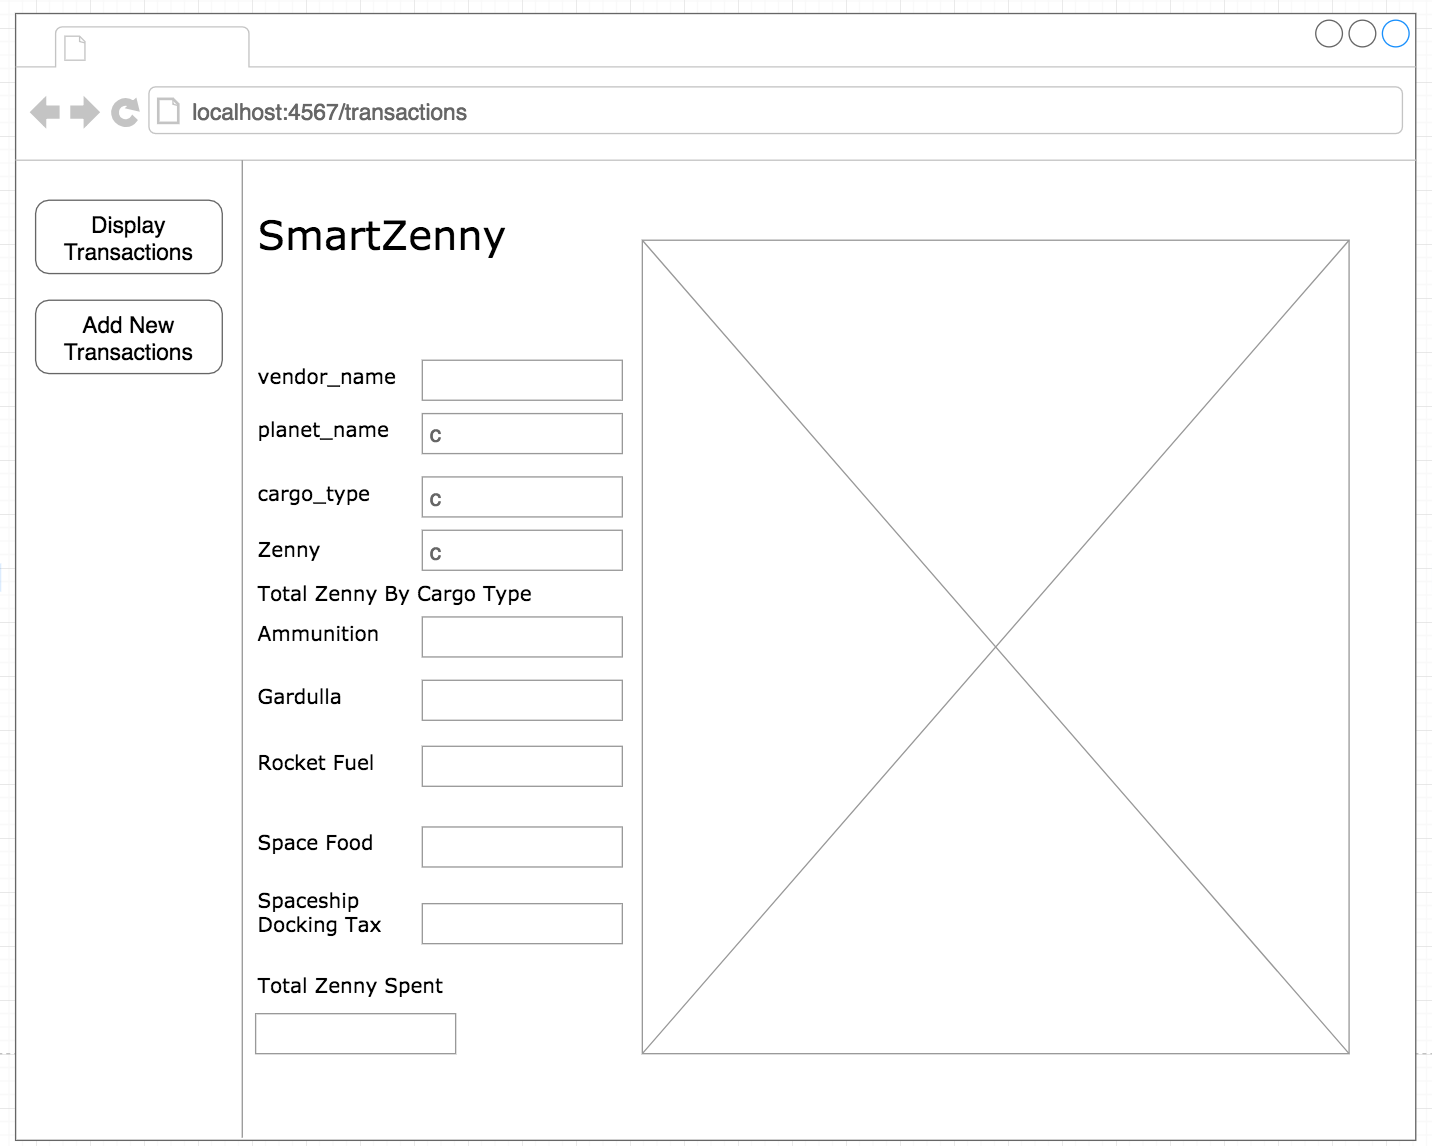 localhost:4567/transactions
Display
Transactions
Add New
Transactions
SmartZenny
vendor_name
planet_name
c
cargo_type
c
Zenny
c
Total Zenny By Cargo Type
Ammunition
Gardulla
Rocket Fuel
Space Food
Spaceship
Docking Tax
Total Zenny Spent